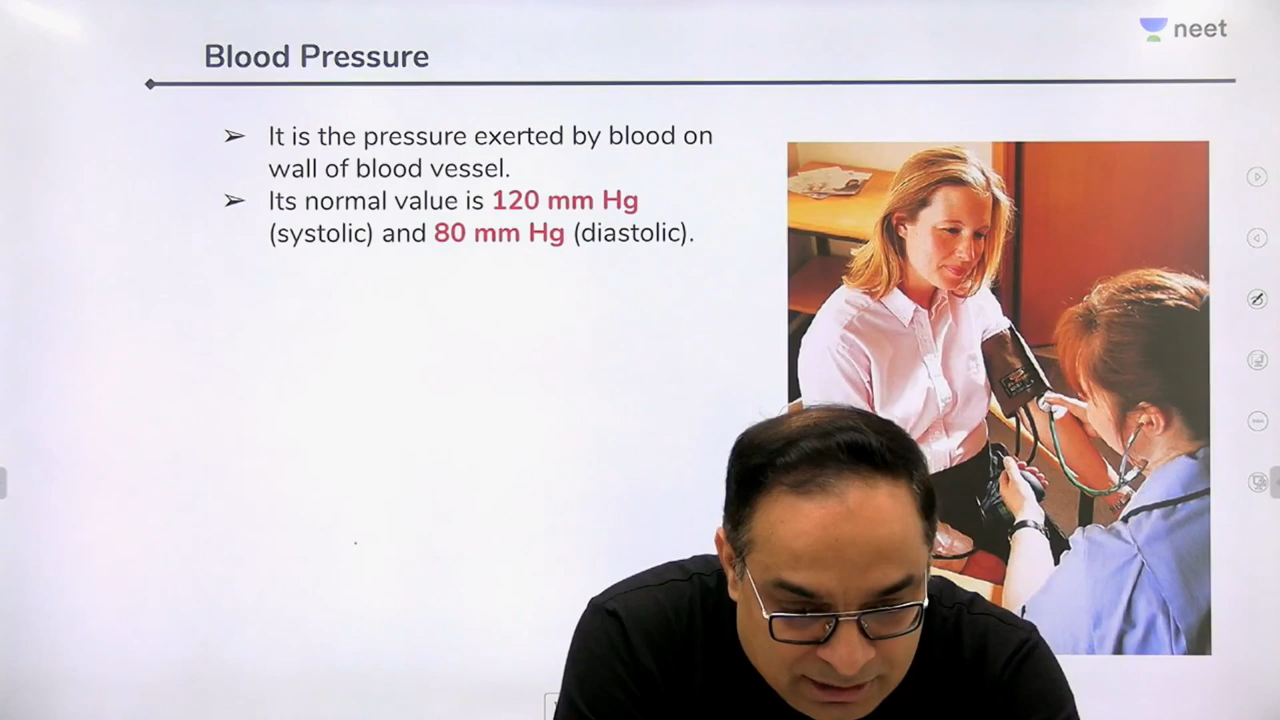 neet
Blood Pressure
➢ It is the pressure exerted by blood on
wall of blood vessel.
➢ Its normal value is 120 mm Hg
(systolic) and 80 mm Hg (diastolic).